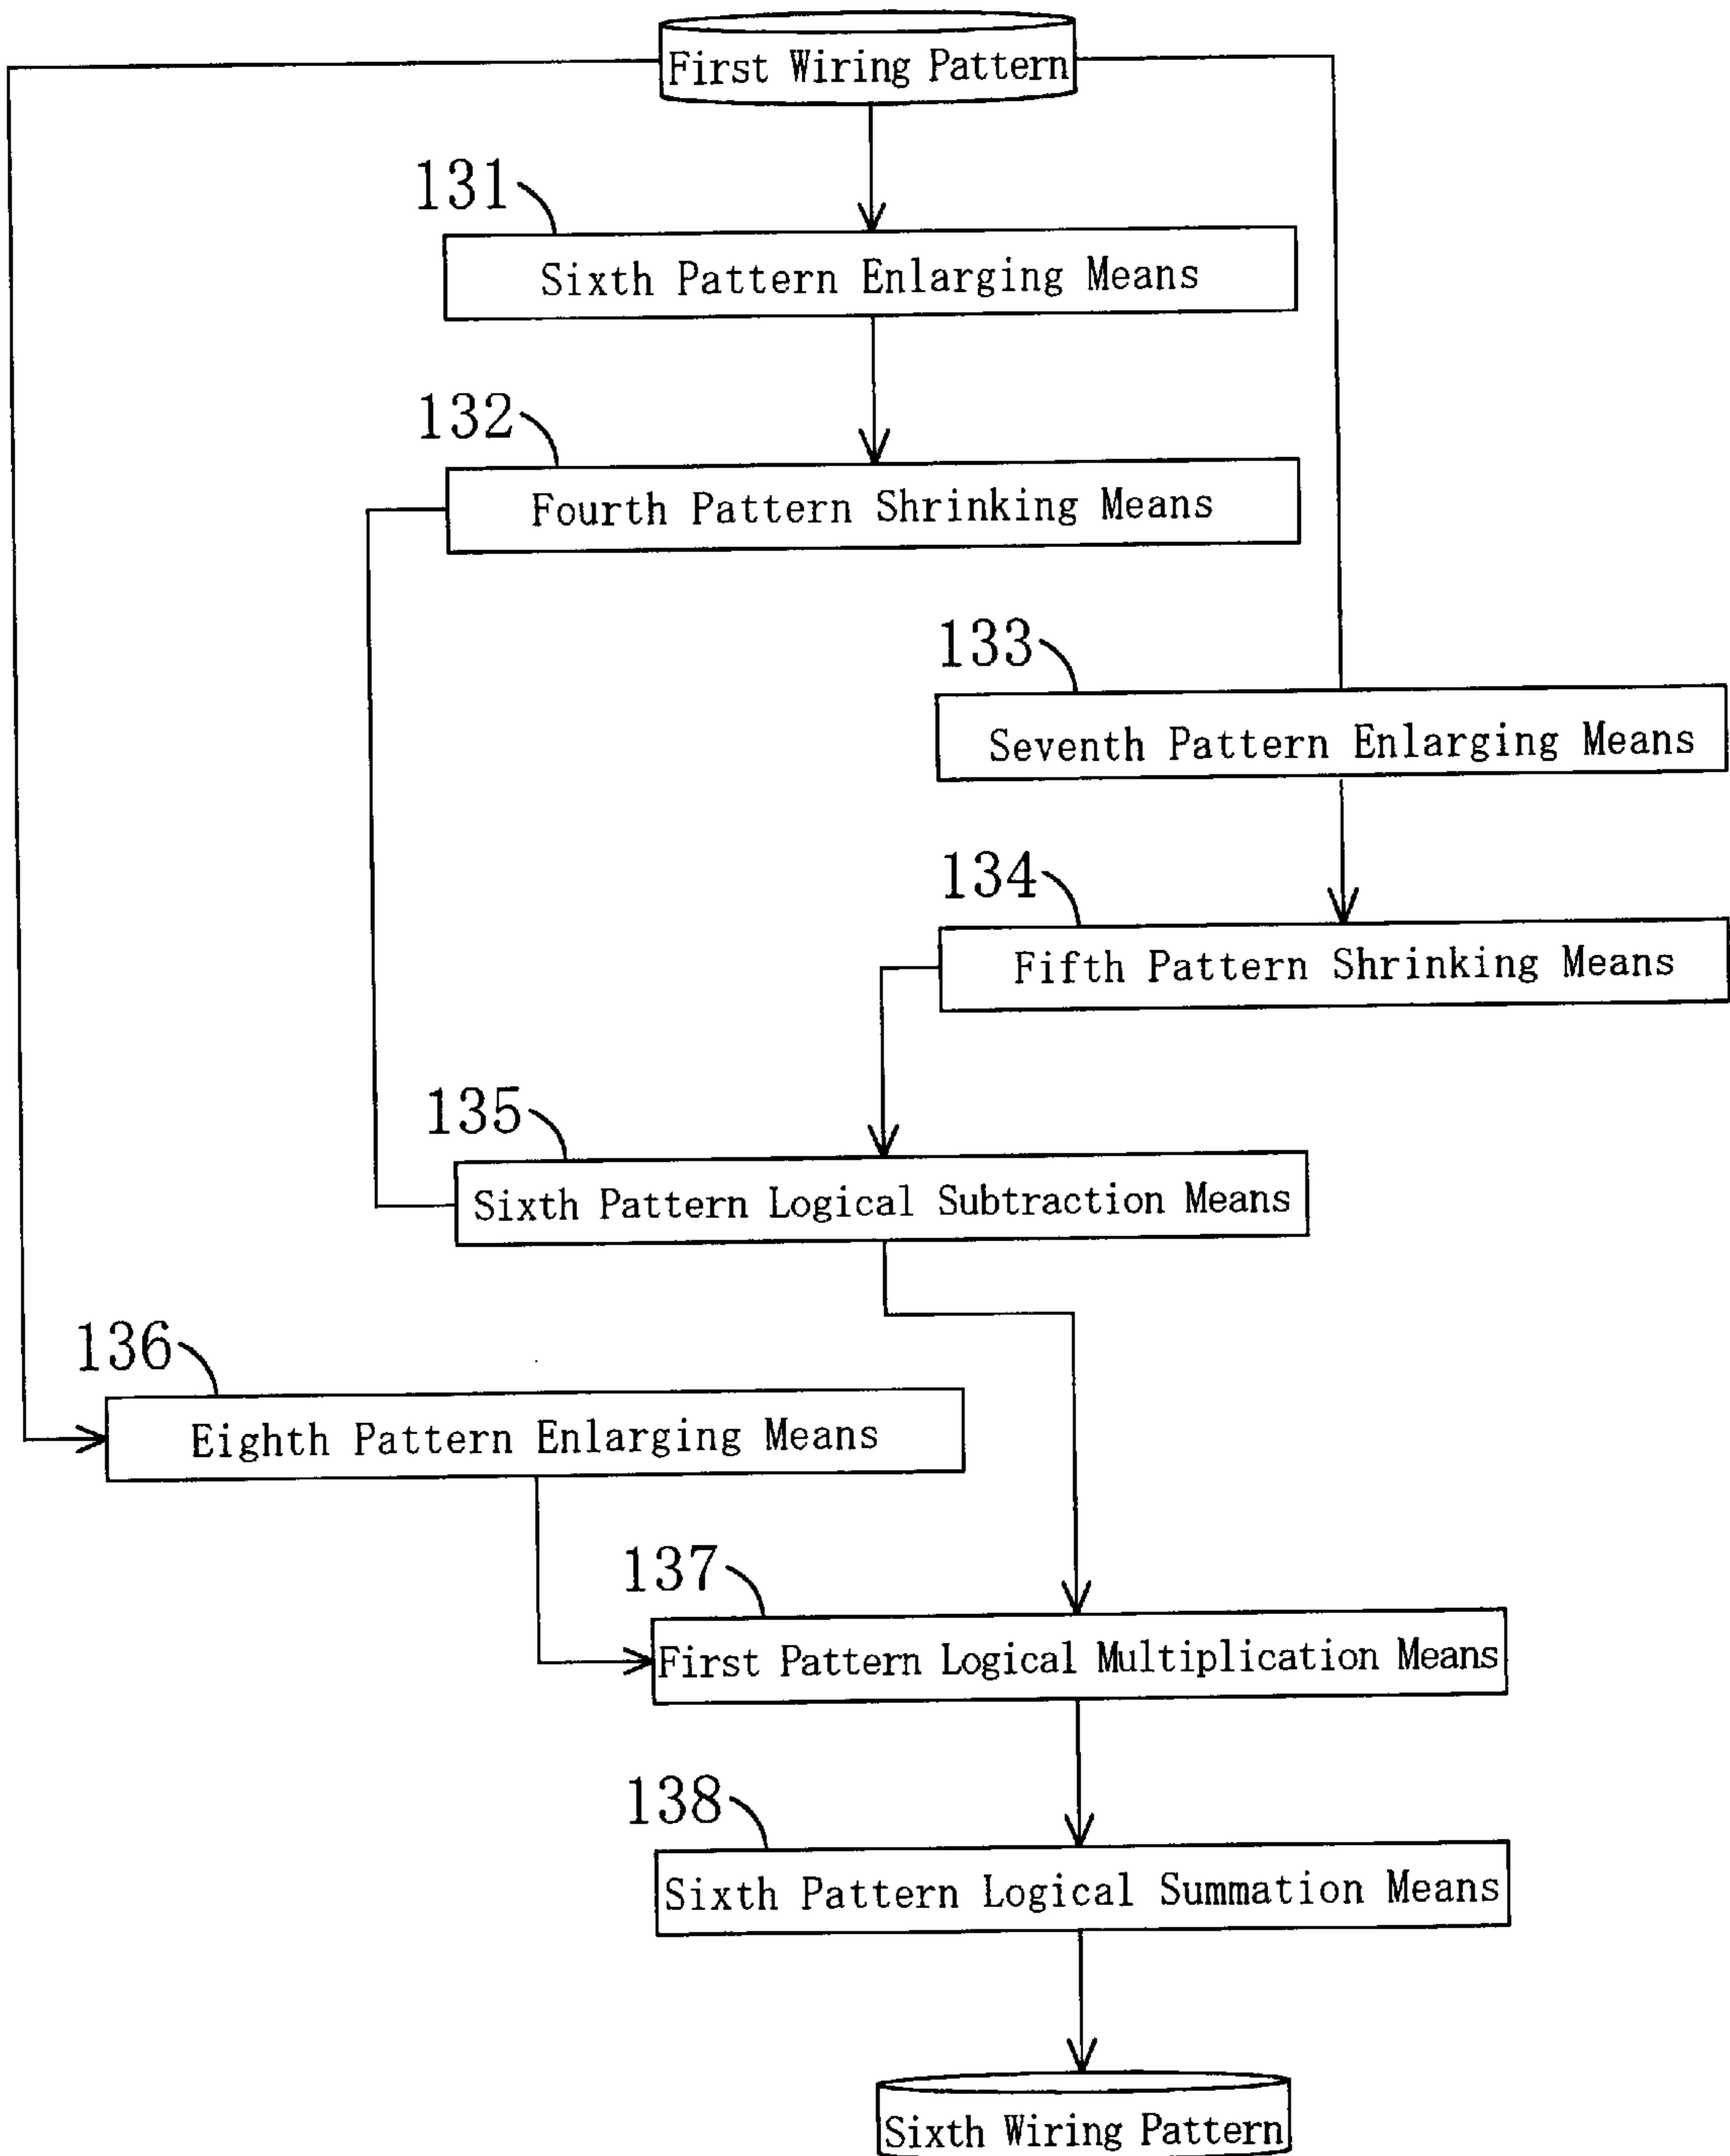 First Wiring Pattern
131
Sixth Pattern Enlarging Means
132
Fourth Pattern Shrinking Means
133
Seventh Pattern Enlarging Means
134
Fifth Pattern Shrinking Means
135
Sixth Pattern Logical Subtraction Means
136
Eighth Pattern Enlarging Means
137
First Pattern Logical Multiplication Means
138
Sixth Pattern Logical Summation Means
Sixth Wiring Pattern